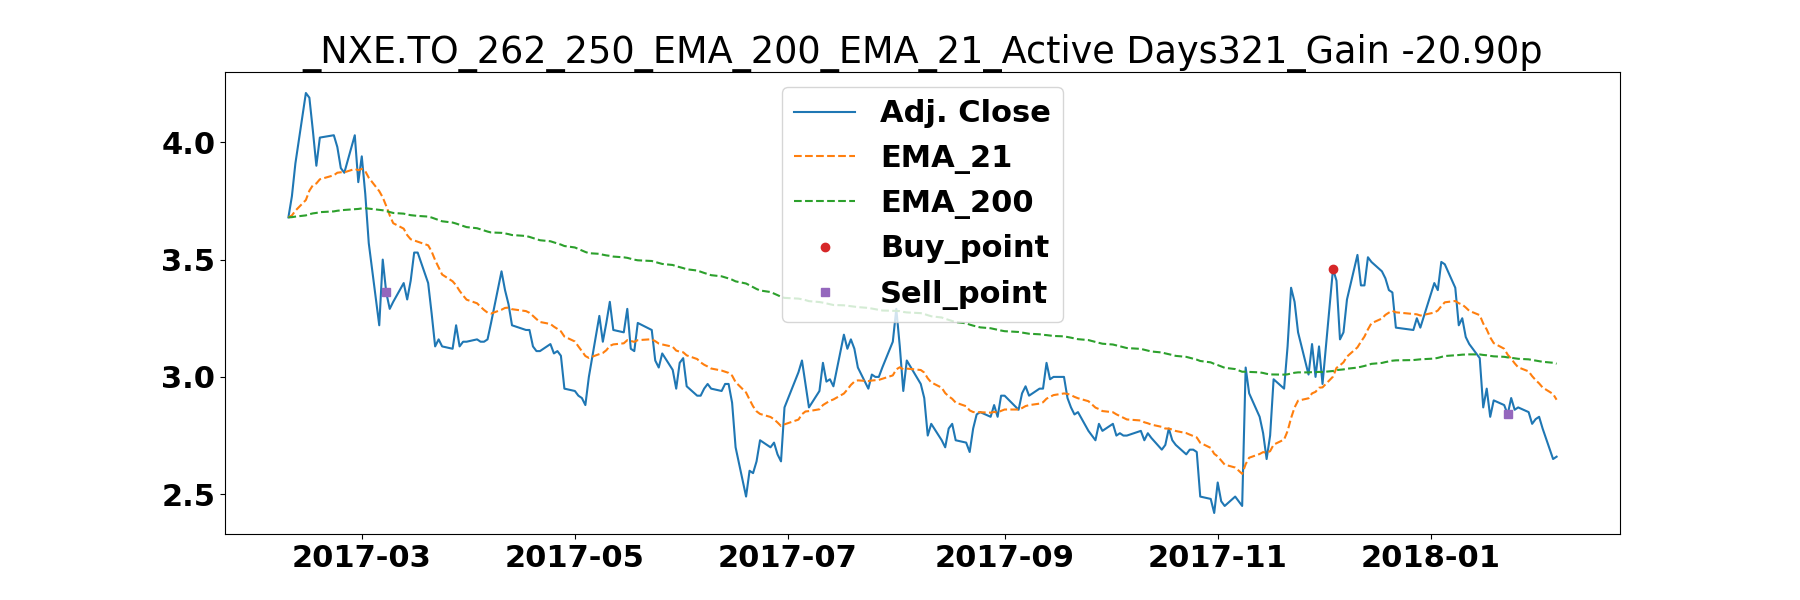 _NXE.TO_262_250_EMA_200_EMA_21_Active Days321_Gain -20.90p
Adj. Close
EMA_21
EMA_200
Buy_point
Sell_point
4.0
3.5
3.0
2.5
2017-03 2017-05 2017-07 2017-09 2017-11 2018-01